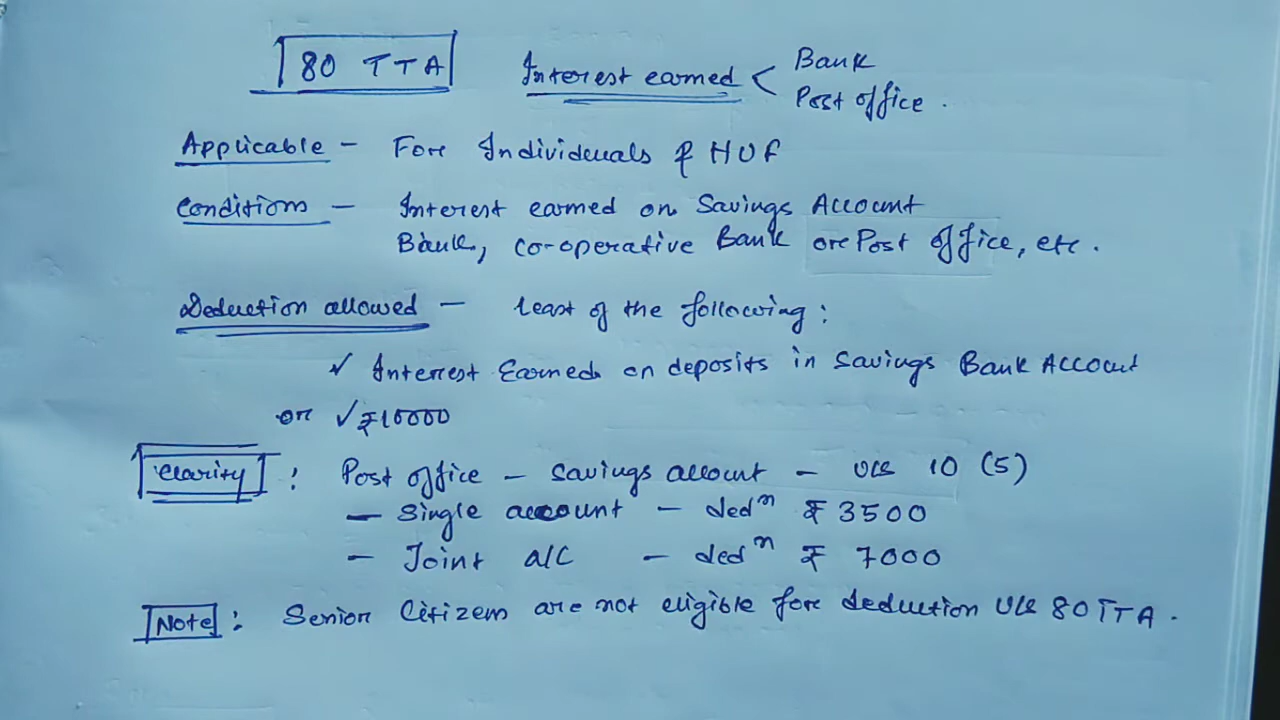 80 TTA Interest earned < Bank
Post office.
Applicable - For Individuals & HUF
Conditions - Interest earned on Savings Account
Bank, co-operative Bank or Post office, etc.
Deduction allowed - least of the following:
✓ Interest Earned on deposits in Savings Bank Account
or ✓ ₹10000
Clarity : Post office - Savings account - U/s 10 (5)
- Single account - dedⁿ ₹ 3500
- Joint a/c - dedⁿ ₹ 7000
Note : Senior Citizens are not eligible for deduction U/s 80 TTA.